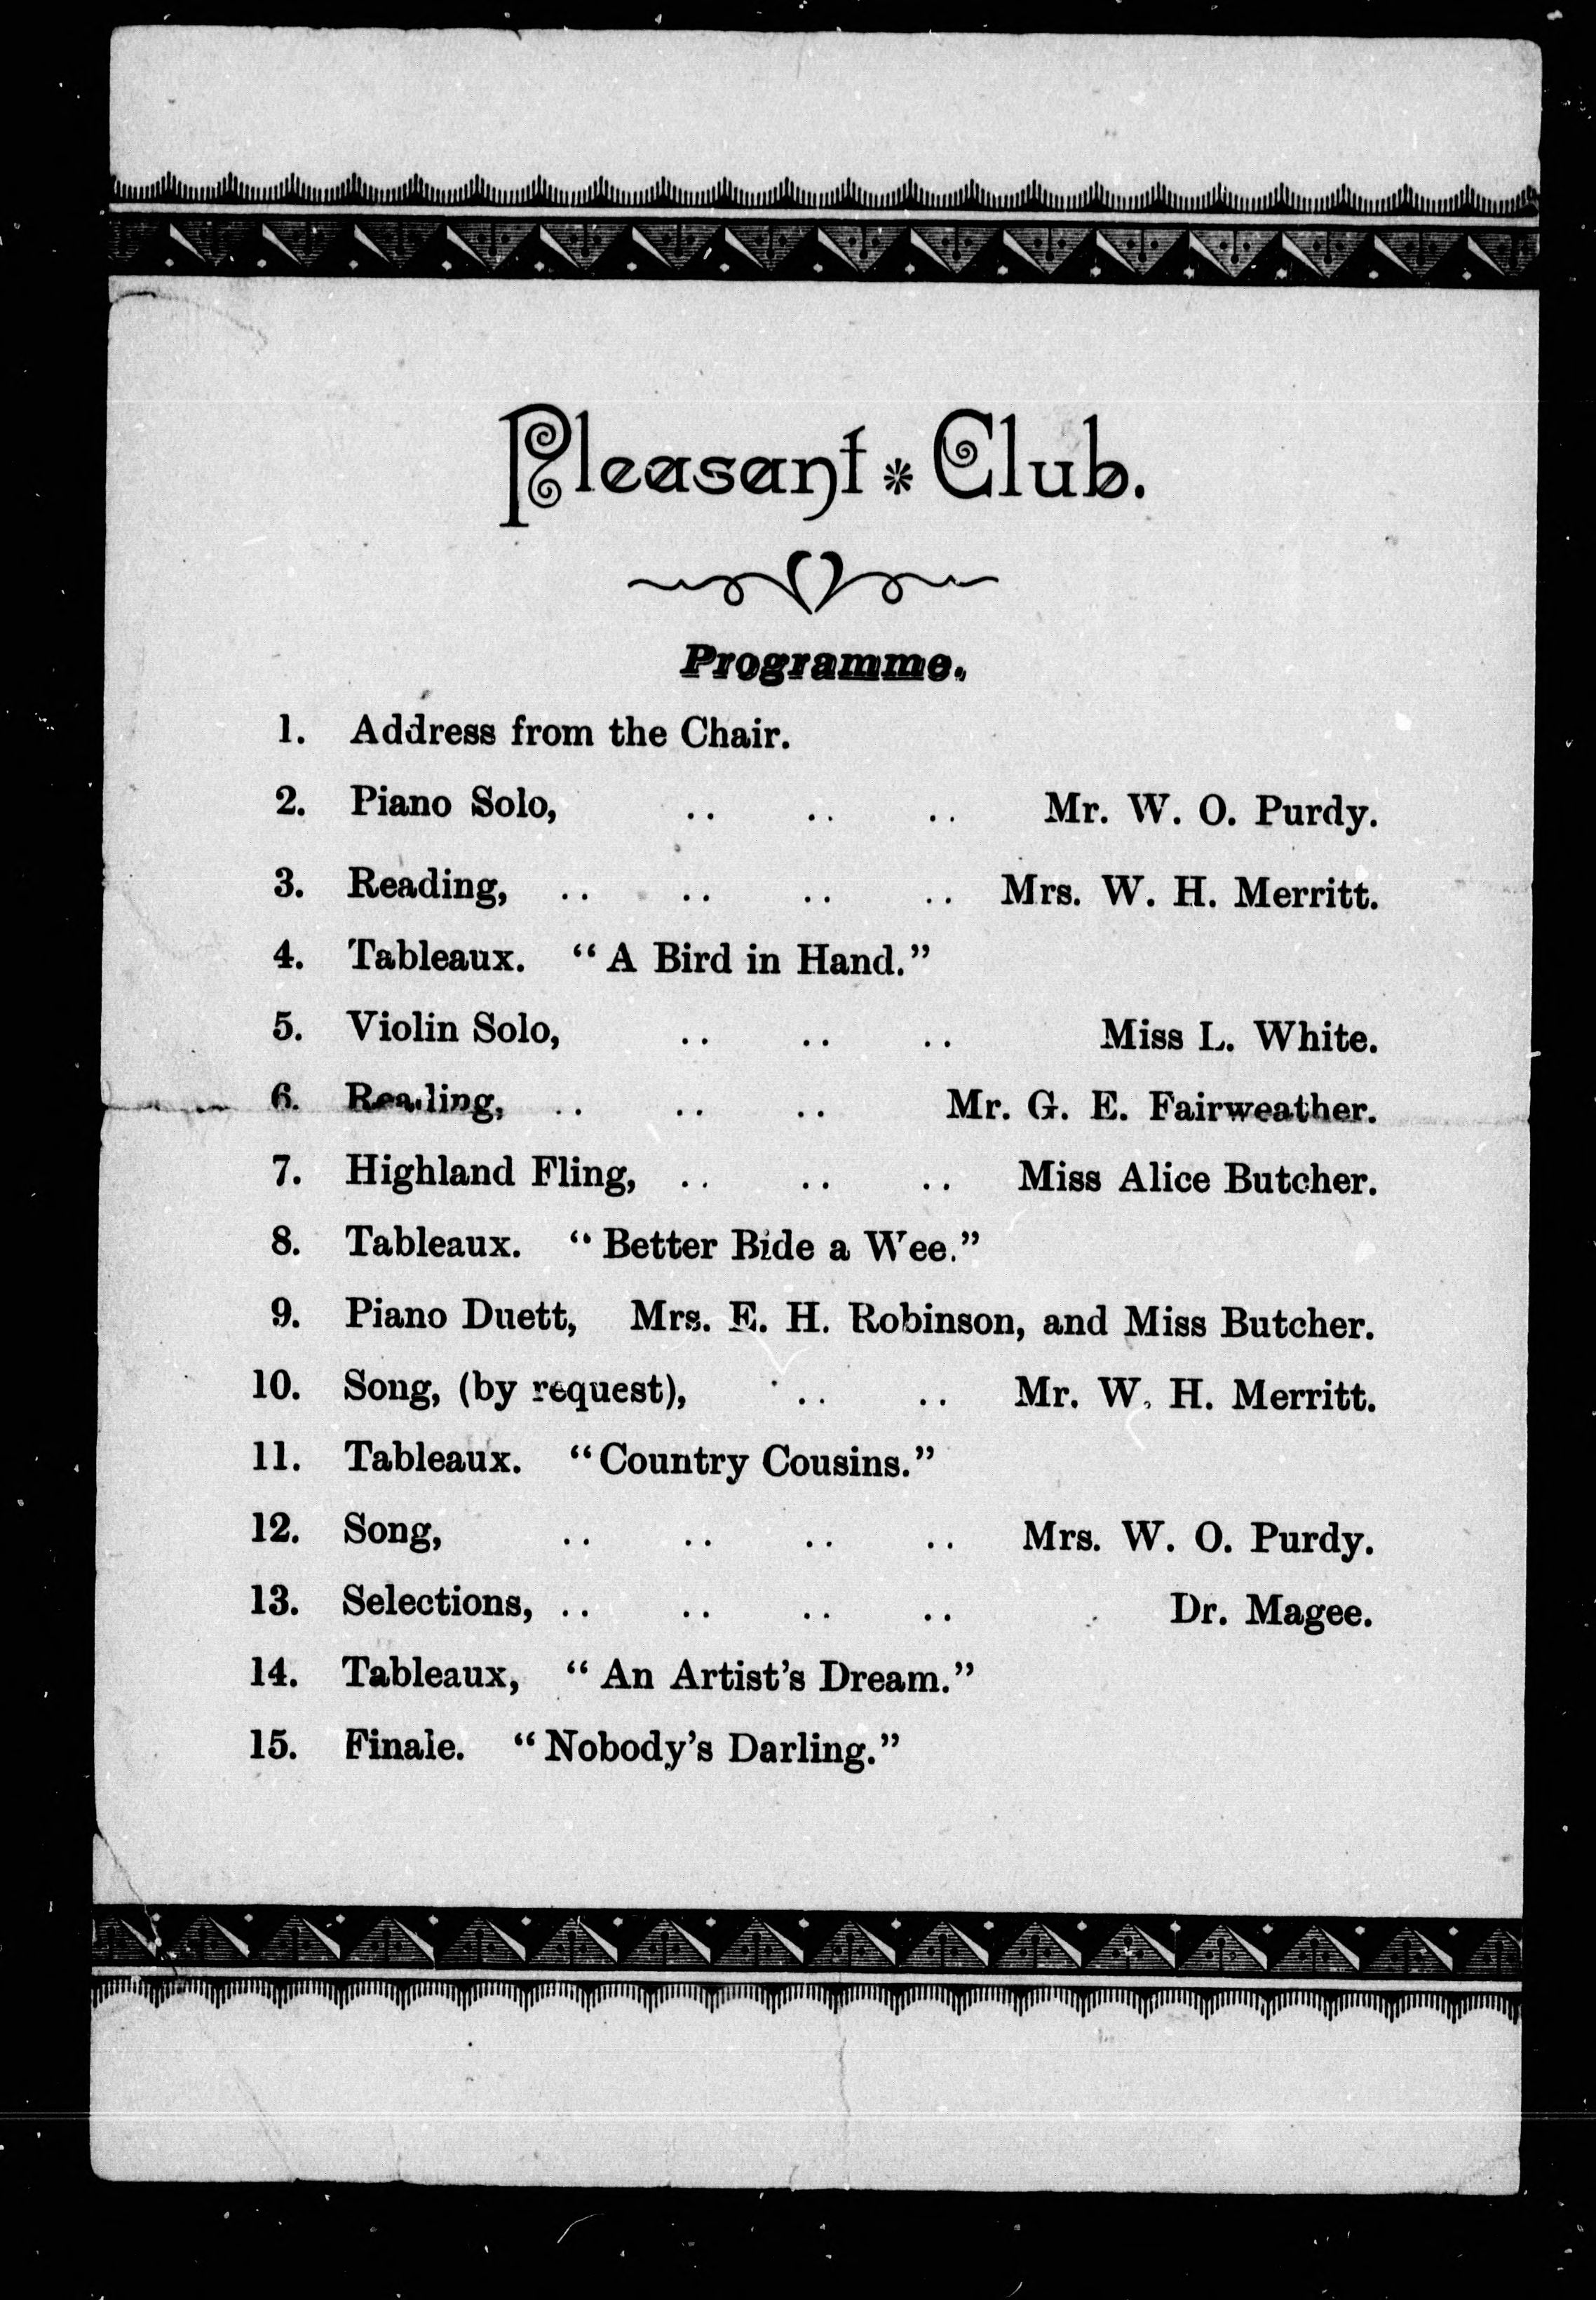 Pleasant * Club.
Programme.
1. Address from the Chair.
2. Piano Solo, .. .. .. Mr. W. O. Purdy.
3. Reading, .. .. .. .. Mrs. W. H. Merritt.
4. Tableaux. "A Bird in Hand."
5. Violin Solo, .. .. .. Miss L. White.
6. Reading, .. .. .. Mr. G. E. Fairweather.
7. Highland Fling, .. .. .. Miss Alice Butcher.
8. Tableaux. "Better Bide a Wee."
9. Piano Duett, Mrs. E. H. Robinson, and Miss Butcher.
10. Song, (by request), .. .. Mr. W. H. Merritt.
11. Tableaux. "Country Cousins."
12. Song, .. .. .. .. Mrs. W. O. Purdy.
13. Selections, .. .. .. .. Dr. Magee.
14. Tableaux, "An Artist's Dream."
15. Finale. "Nobody's Darling."